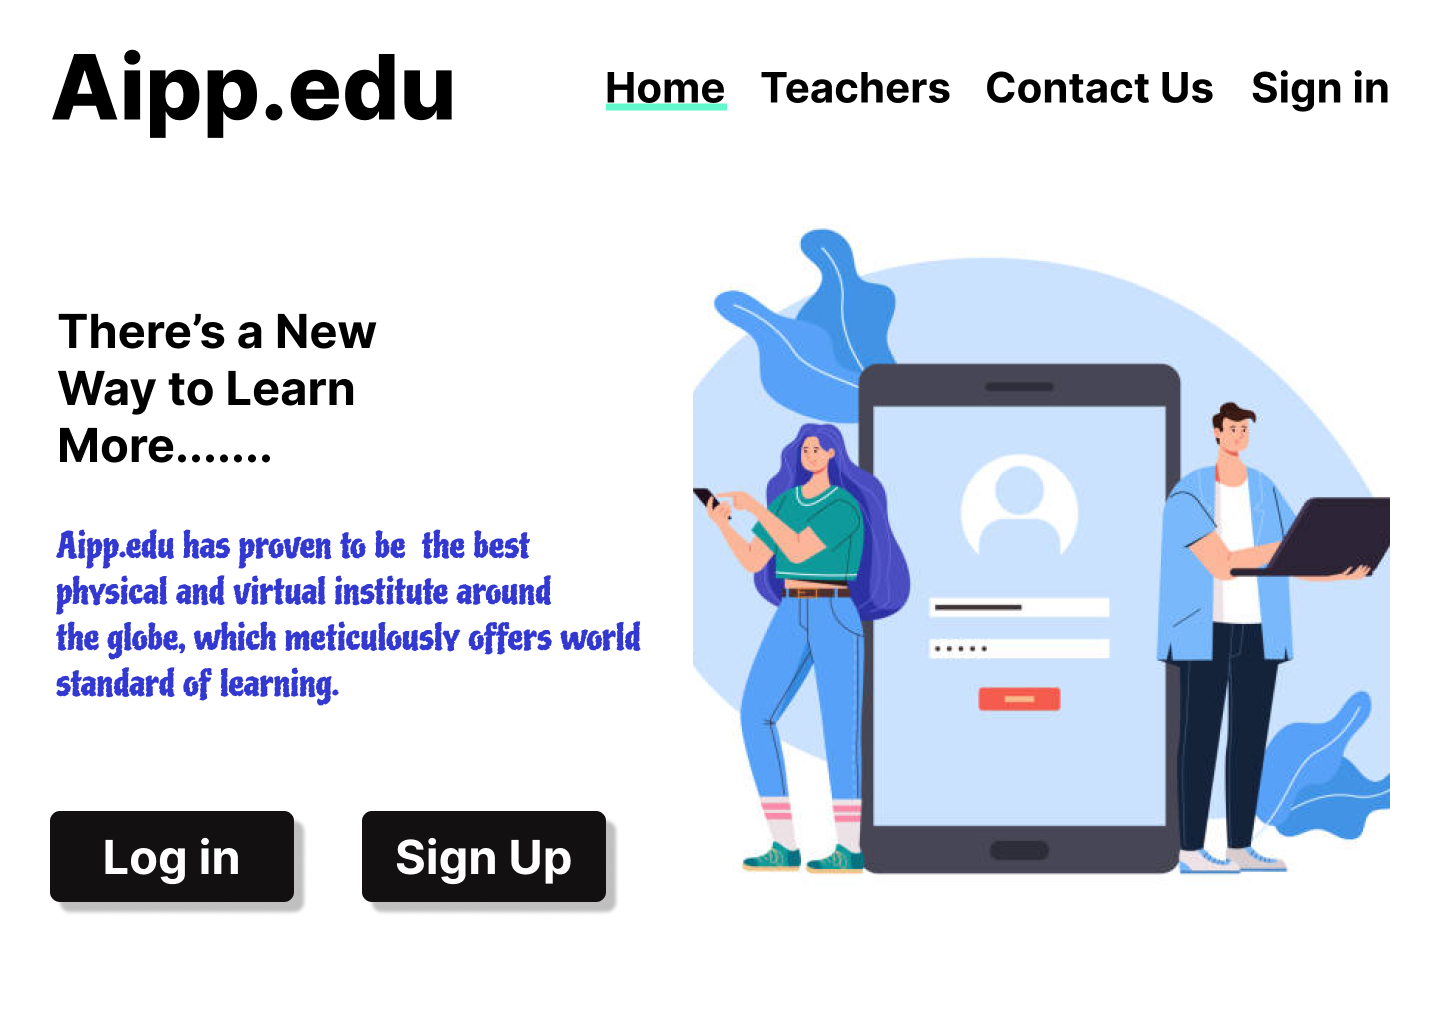 Aipp.edu
Home Teachers Contact Us Sign in
There’s a New
Way to Learn
More.......
Aipp.edu has proven to be the best
physical and virtual institute around
the globe, which meticulously offers world
standard of learning.
Log in Sign Up